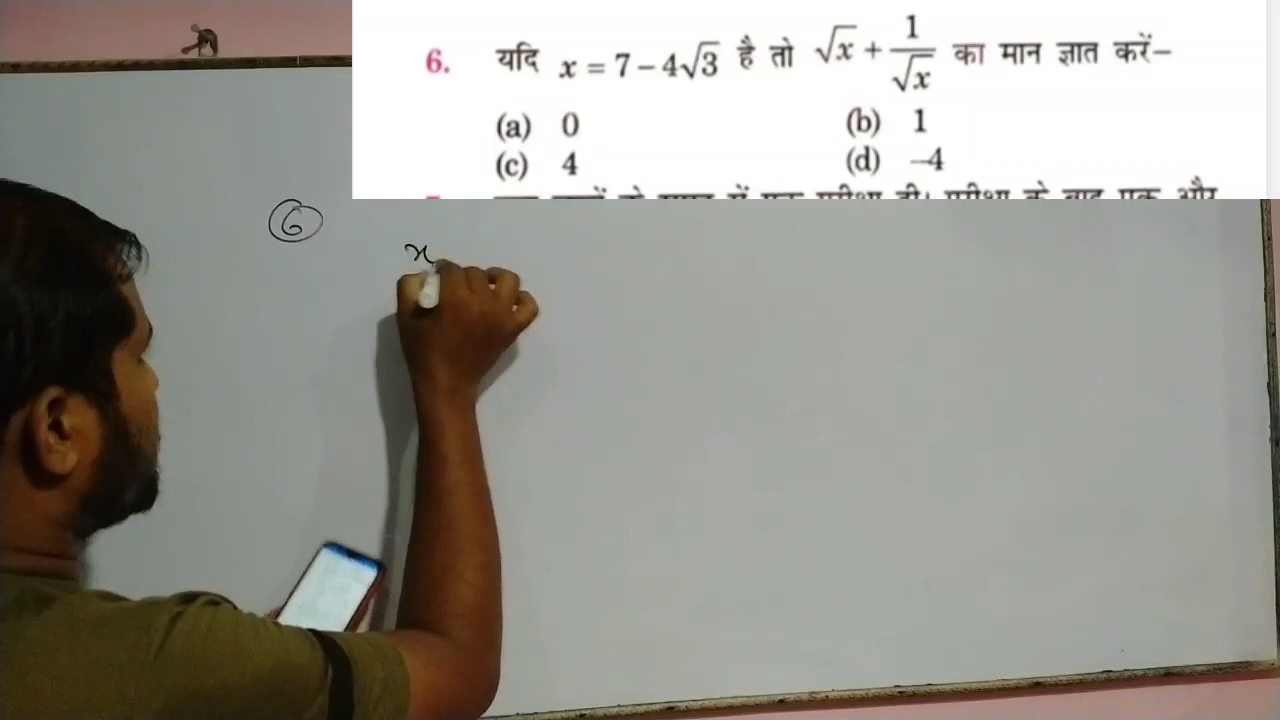 6. यदि x = 7 – 4√3 है तो √x + 1/√x का मान ज्ञात करें–
(a) 0 (b) 1
(c) 4 (d) –4
6
x